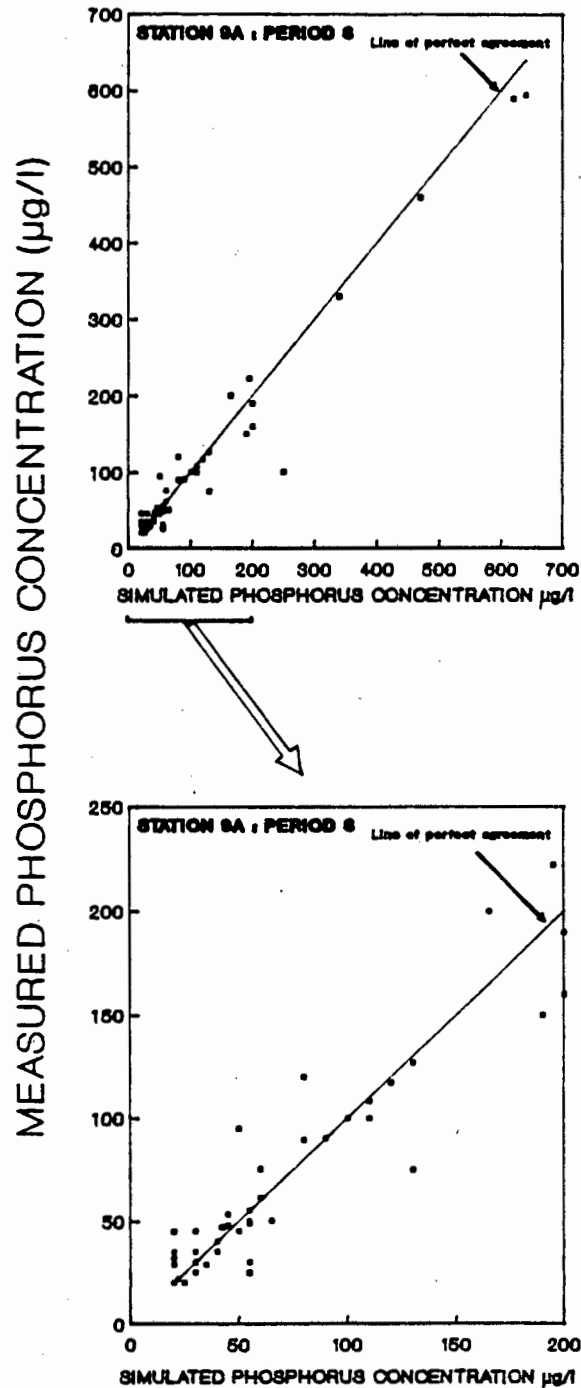 MEASURED PHOSPHORUS CONCENTRATION (µg/l)
STATION 9A : PERIOD 6
Line of perfect agreement
700
600
500
400
300
200
100
0
0 100 200 300 400 500 600 700
SIMULATED PHOSPHORUS CONCENTRATION µg/l
STATION 9A : PERIOD 6
Line of perfect agreement
250
200
150
100
50
0
0 50 100 150 200
SIMULATED PHOSPHORUS CONCENTRATION µg/l